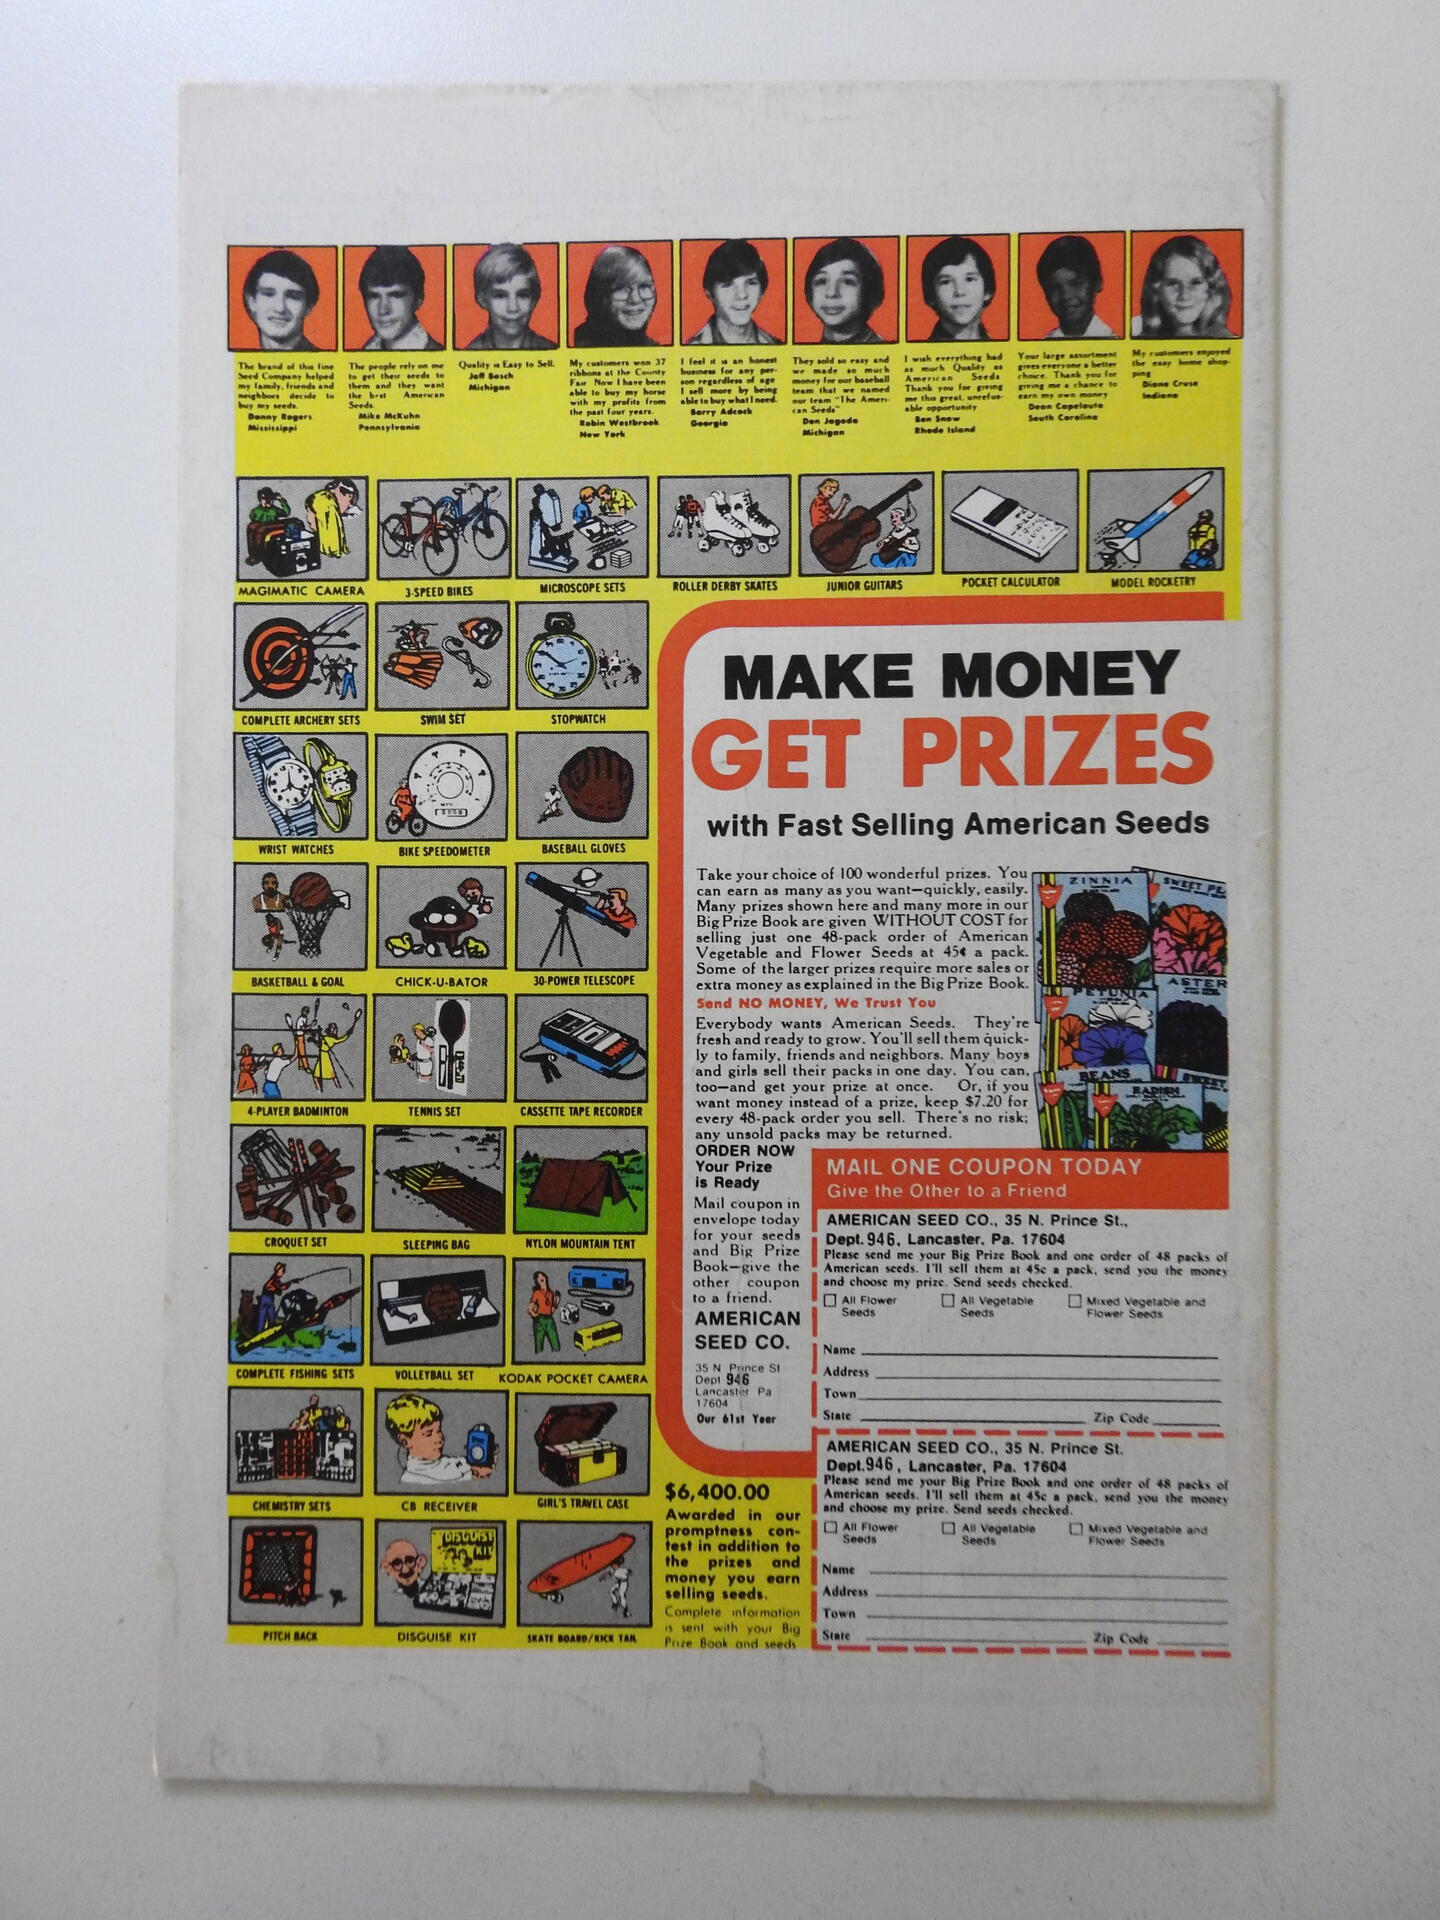 The brand of this fine
Seed Company helped
my family, friends and
neighbors decide to
buy my seeds.
Danny Rogers
Mississippi
The people rely on me
to get their seeds to
them and they want
the best American
Seeds.
Mike McKuhn
Pennsylvania
Quality is Easy to Sell.
Jeff Bosch
Michigan
My customers won 37
ribbons at the County
Fair Now I have been
able to buy my horse
with my profits from
the past four years.
Robin Westbrook
New York
I feel it is an honest
business for any per-
son regardless of age
I sell more by being
able to buy what I need.
Barry Adcock
Georgia
They sold so easy and
we made so much
money for our baseball
team that we named
our team "The Ameri-
can Seeds"
Don Jagoda
Michigan
I wish everything had
as much Quality as
American Seeds
Thank you for giving
me this great, unrefus-
able opportunity
Ben Snow
Rhode Island
Your large assortment
gives everyone a better
choice. Thank you for
giving me a chance to
earn my own money
Dean Capelouto
South Carolina
My customers enjoyed
the easy home shop-
ping
Diane Cruse
Indiana
MAGIMATIC CAMERA
3-SPEED BIKES
MICROSCOPE SETS
ROLLER DERBY SKATES
JUNIOR GUITARS
POCKET CALCULATOR
MODEL ROCKETRY
COMPLETE ARCHERY SETS
SWIM SET
STOPWATCH
WRIST WATCHES
BIKE SPEEDOMETER
BASEBALL GLOVES
BASKETBALL & GOAL
CHICK-U-BATOR
30-POWER TELESCOPE
4-PLAYER BADMINTON
TENNIS SET
CASSETTE TAPE RECORDER
CROQUET SET
SLEEPING BAG
NYLON MOUNTAIN TENT
COMPLETE FISHING SETS
VOLLEYBALL SET
KODAK POCKET CAMERA
CHEMISTRY SETS
CB RECEIVER
GIRL'S TRAVEL CASE
DISGUISE
KIT
PITCH BACK
DISGUISE KIT
SKATE BOARD/KICK TAIL
MAKE MONEY
GET PRIZES
with Fast Selling American Seeds
Take your choice of 100 wonderful prizes. You
can earn as many as you want—quickly, easily.
Many prizes shown here and many more in our
Big Prize Book are given WITHOUT COST for
selling just one 48-pack order of American
Vegetable and Flower Seeds at 45¢ a pack.
Some of the larger prizes require more sales or
extra money as explained in the Big Prize Book.
Send NO MONEY, We Trust You
Everybody wants American Seeds. They're
fresh and ready to grow. You'll sell them quick-
ly to family, friends and neighbors. Many boys
and girls sell their packs in one day. You can,
too—and get your prize at once. Or, if you
want money instead of a prize, keep $7.20 for
every 48-pack order you sell. There's no risk;
any unsold packs may be returned.
ZINNIA
SWEET PE
PETUNIA
ASTER
BEANS
RADISH
SWEET
ORDER NOW
Your Prize
is Ready
Mail coupon in
envelope today
for your seeds
and Big Prize
Book—give the
other coupon
to a friend.
AMERICAN
SEED CO.
35 N Prince St
Dept 946
Lancaster Pa
17604
Our 61st Year
$6,400.00
Awarded in our
promptness con-
test in addition to
the prizes and
money you earn
selling seeds.
Complete information
is sent with your Big
Prize Book and seeds
MAIL ONE COUPON TODAY
Give the Other to a Friend
AMERICAN SEED CO., 35 N. Prince St.,
Dept. 946, Lancaster, Pa. 17604
Please send me your Big Prize Book and one order of 48 packs of
American seeds. I'll sell them at 45c a pack, send you the money
and choose my prize. Send seeds checked.
All Flower Seeds
All Vegetable Seeds
Mixed Vegetable and Flower Seeds
Name
Address
Town
State Zip Code
AMERICAN SEED CO., 35 N. Prince St.
Dept. 946, Lancaster, Pa. 17604
Please send me your Big Prize Book and one order of 48 packs of
American seeds. I'll sell them at 45c a pack, send you the money
and choose my prize. Send seeds checked.
All Flower Seeds
All Vegetable Seeds
Mixed Vegetable and Flower Seeds
Name
Address
Town
State Zip Code